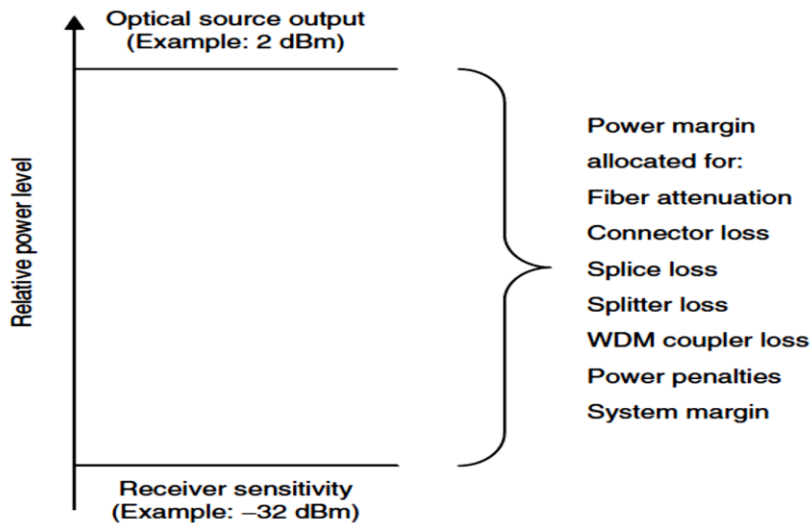 Optical source output
(Example: 2 dBm)
Relative power level
Power margin
allocated for:
Fiber attenuation
Connector loss
Splice loss
Splitter loss
WDM coupler loss
Power penalties
System margin
Receiver sensitivity
(Example: –32 dBm)